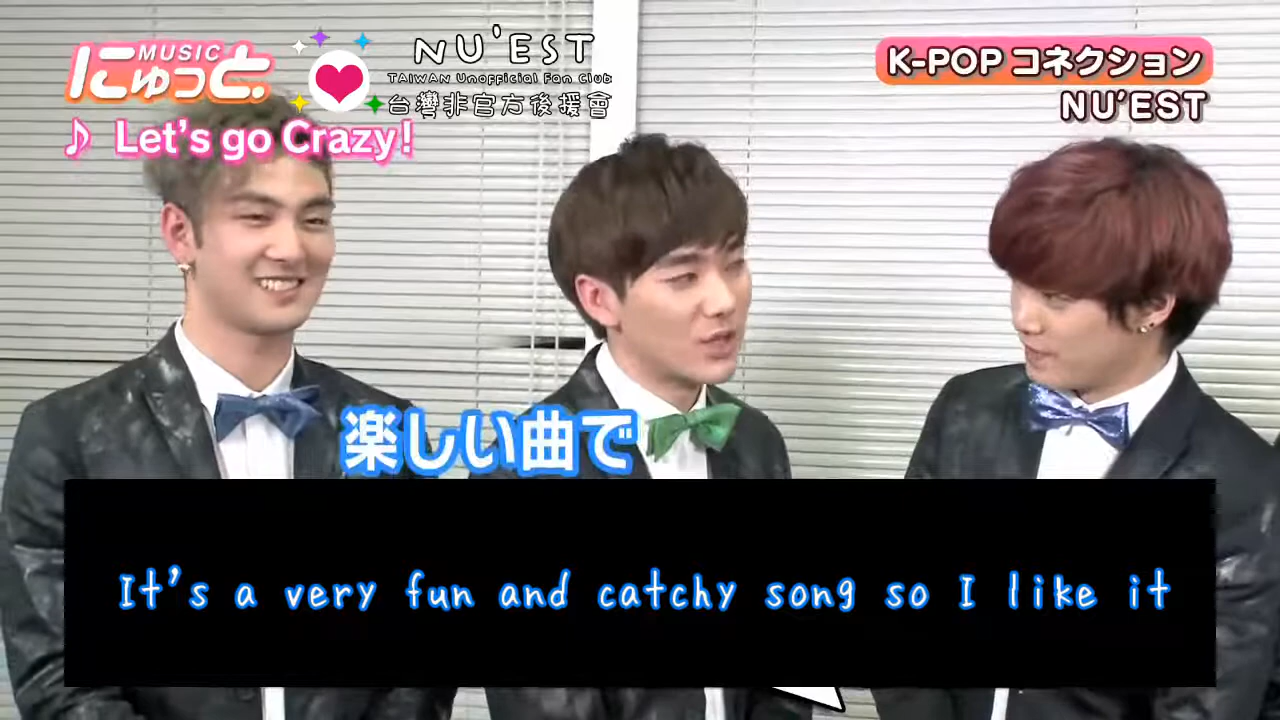 MUSIC
にゅっと.
NU'EST
TAIWAN Unofficial Fan Club
台灣非官方後援會
K-POP コネクション
NU'EST
♪ Let's go Crazy!
楽しい曲で
It's a very fun and catchy song so I like it